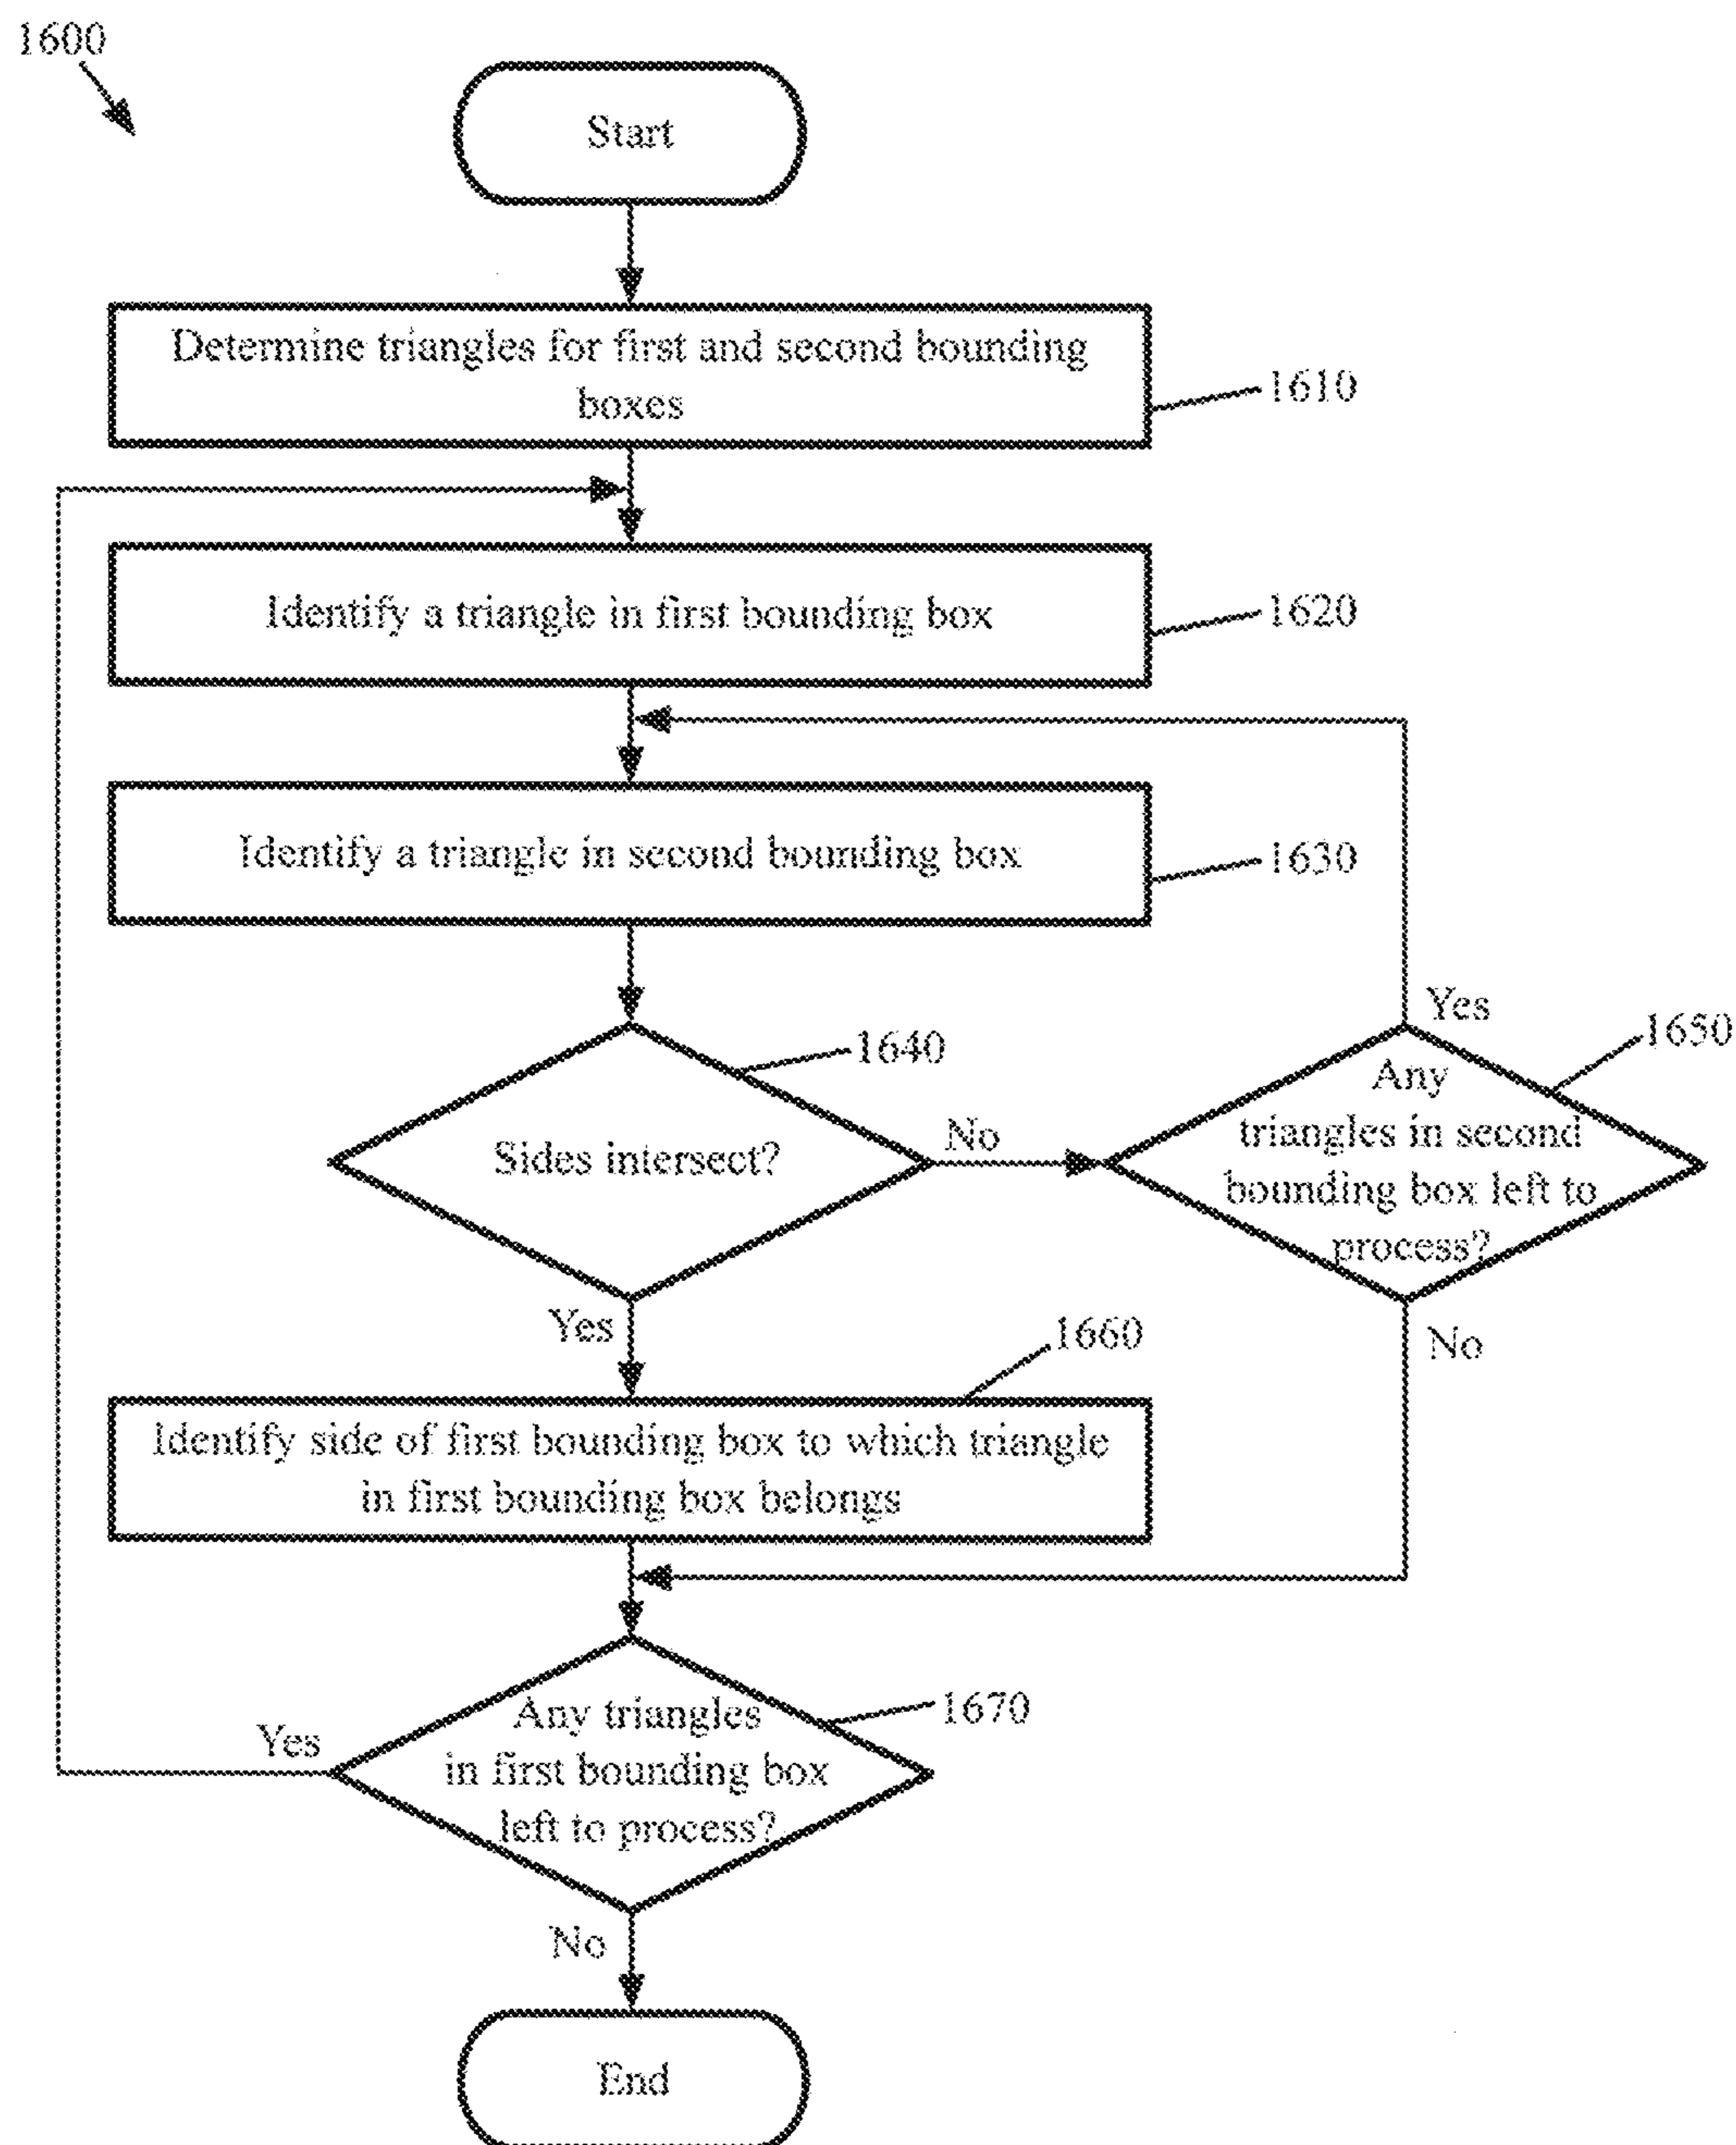 1600
Start
Determine triangles for first and second bounding
boxes
1610
Identify a triangle in first bounding box
1620
Identify a triangle in second bounding box
1630
1640
Sides intersect?
No
Yes
1650
Any
triangles in second
bounding box left to
process?
Yes
No
1660
Identify side of first bounding box to which triangle
in first bounding box belongs
1670
Any triangles
in first bounding box
left to process?
Yes
No
End